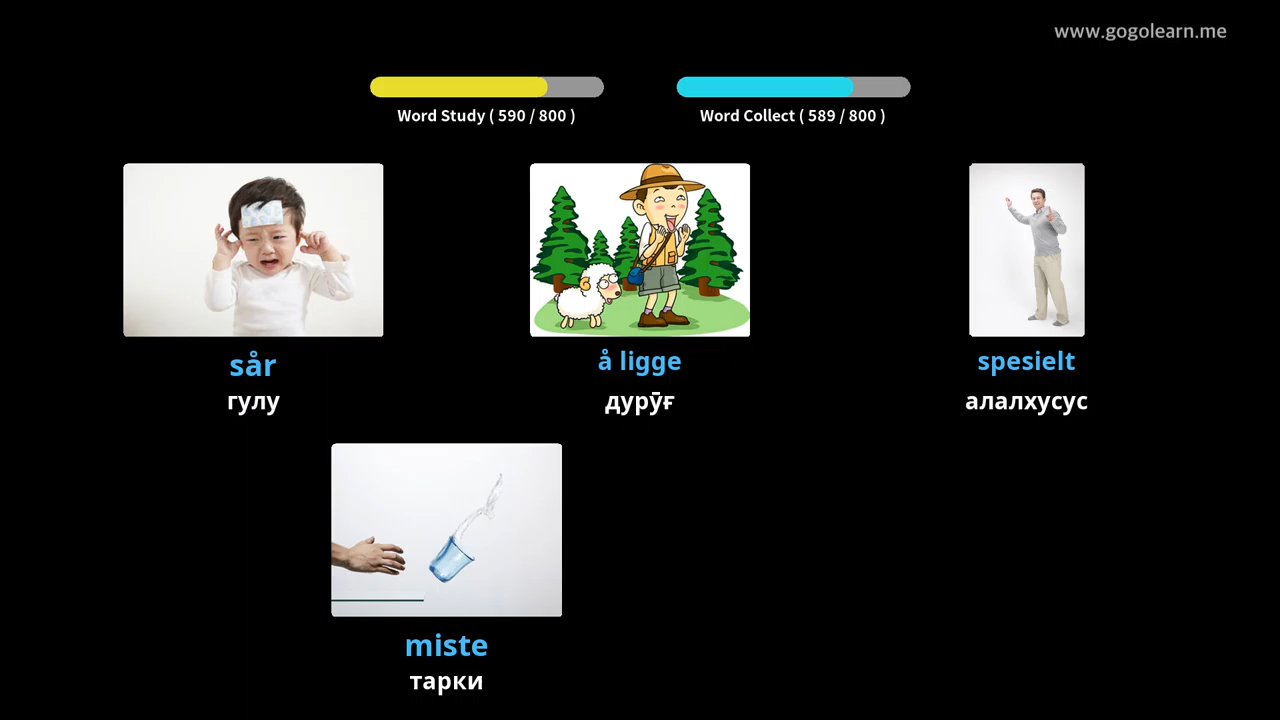 www.gogolearn.me
Word Study ( 590 / 800 )
Word Collect ( 589 / 800 )
sår
гулу
å ligge
дурӯғ
spesielt
алалхусус
miste
тарки